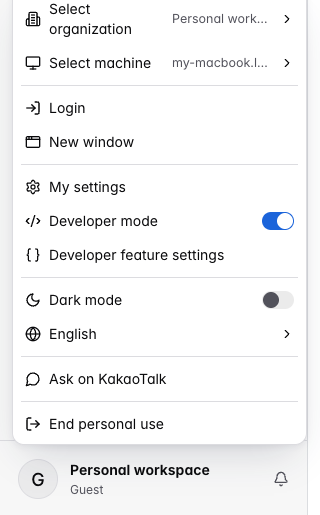 Select
organization
Personal work...
Select machine
my-macbook.l...
Login
New window
My settings
Developer mode
Developer feature settings
Dark mode
English
Ask on KakaoTalk
End personal use
G
Personal workspace
Guest